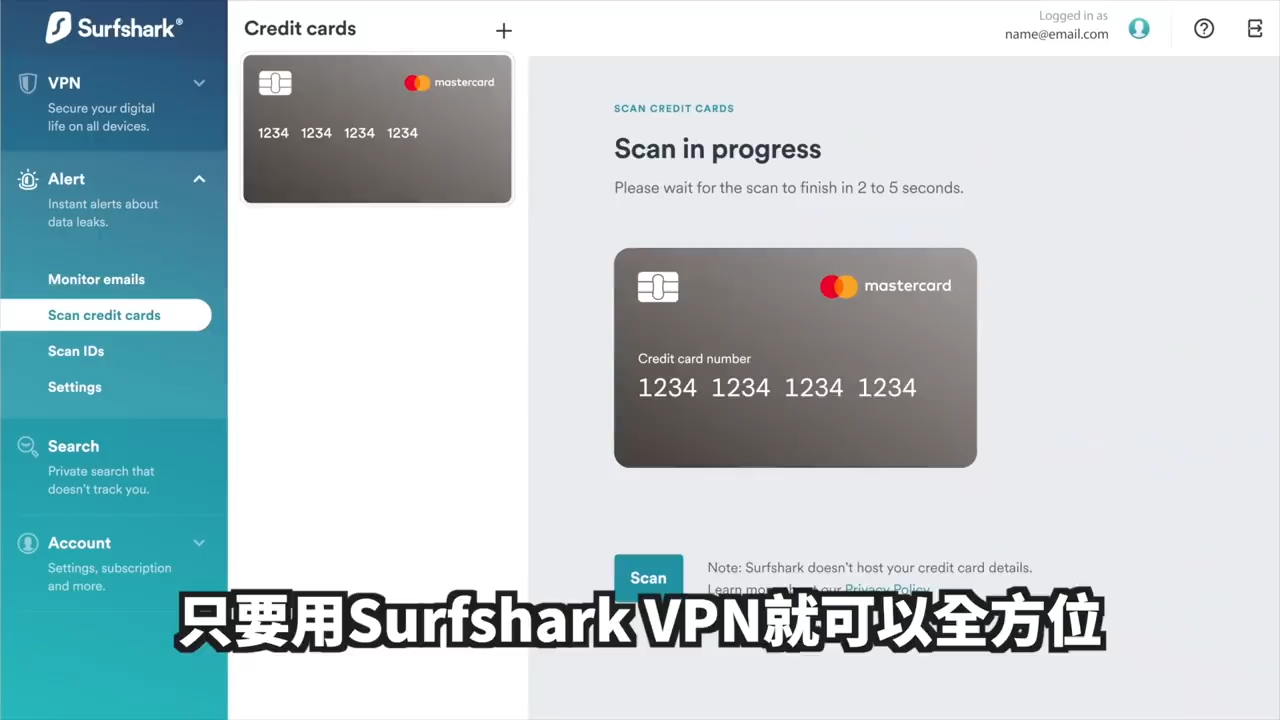 Surfshark®
VPN
Secure your digital
life on all devices.
Alert
Instant alerts about
data leaks.
Monitor emails
Scan credit cards
Scan IDs
Settings
Search
Private search that
doesn't track you.
Account
Settings, subscription
and more.
Credit cards
mastercard
1234 1234 1234 1234
Logged in as
name@email.com
SCAN CREDIT CARDS
Scan in progress
Please wait for the scan to finish in 2 to 5 seconds.
mastercard
Credit card number
1234 1234 1234 1234
Scan
Note: Surfshark doesn't host your credit card details.
Learn more about our Privacy Policy.
只要用Surfshark VPN就可以全方位